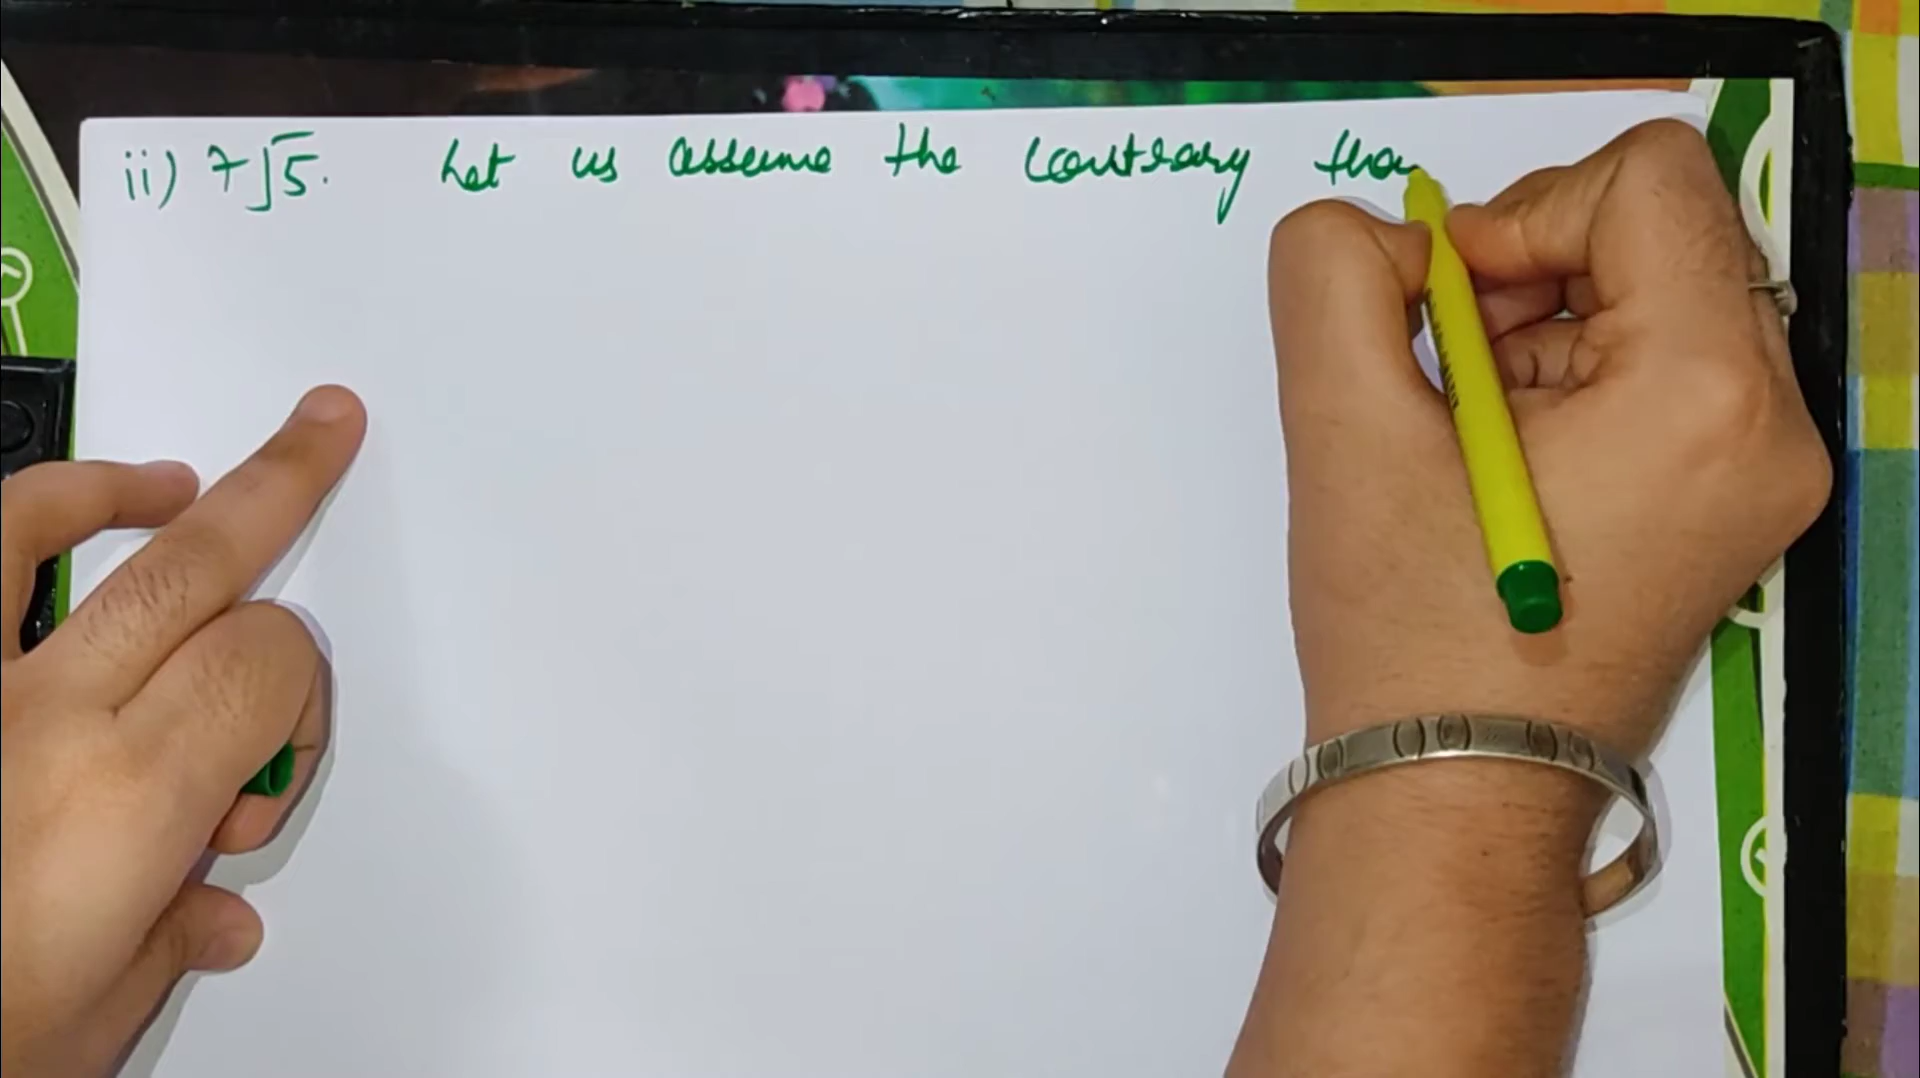 ii) 7√5. Let us assume the contrary tha